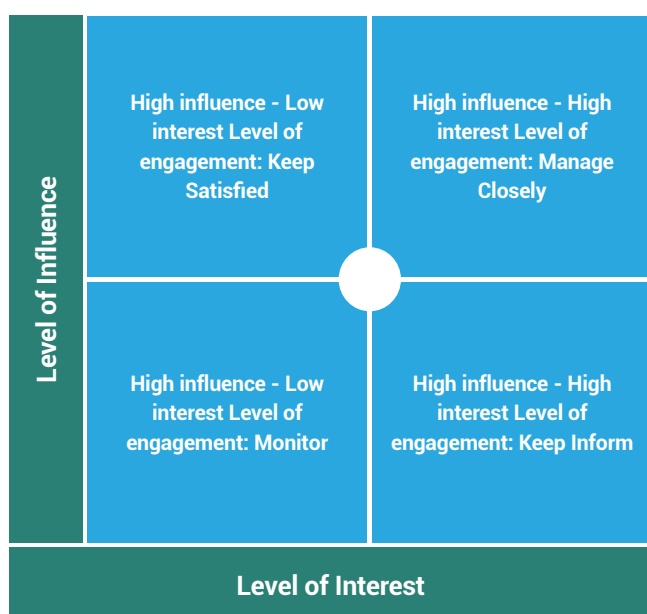 Level of Influence
High influence - Low
interest Level of
engagement: Keep
Satisfied
High influence - High
interest Level of
engagement: Manage
Closely
High influence - Low
interest Level of
engagement: Monitor
High influence - High
interest Level of
engagement: Keep Inform
Level of Interest